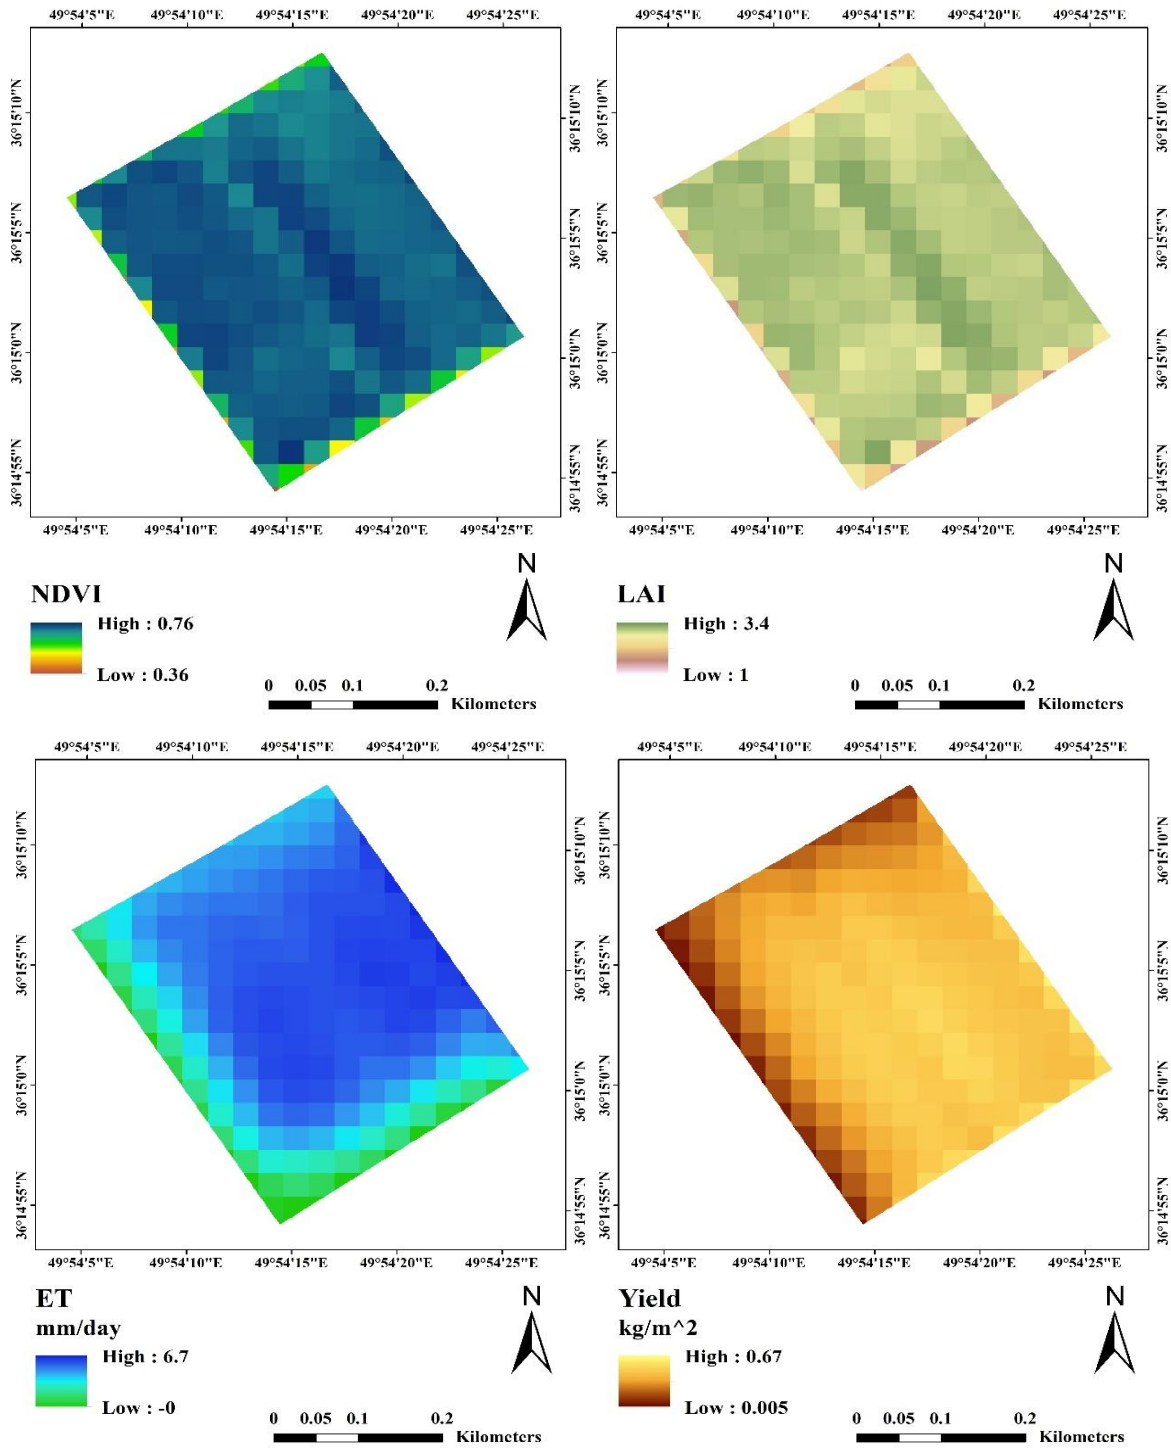 49°54'5"E 49°54'10"E 49°54'15"E 49°54'20"E 49°54'25"E
49°54'5"E 49°54'10"E 49°54'15"E 49°54'20"E 49°54'25"E
36°15'10"N
36°15'5"N
36°15'0"N
36°14'55"N
36°15'10"N
36°15'5"N
36°15'0"N
36°14'55"N
36°15'10"N
36°15'5"N
36°15'0"N
36°14'55"N
36°15'10"N
36°15'5"N
36°15'0"N
36°14'55"N
49°54'5"E 49°54'10"E 49°54'15"E 49°54'20"E 49°54'25"E
49°54'5"E 49°54'10"E 49°54'15"E 49°54'20"E 49°54'25"E
NDVI
High : 0.76
Low : 0.36
N
0 0.05 0.1 0.2
Kilometers
LAI
High : 3.4
Low : 1
N
0 0.05 0.1 0.2
Kilometers
49°54'5"E 49°54'10"E 49°54'15"E 49°54'20"E 49°54'25"E
49°54'5"E 49°54'10"E 49°54'15"E 49°54'20"E 49°54'25"E
36°15'10"N
36°15'5"N
36°15'0"N
36°14'55"N
36°15'10"N
36°15'5"N
36°15'0"N
36°14'55"N
36°15'10"N
36°15'5"N
36°15'0"N
36°14'55"N
36°15'10"N
36°15'5"N
36°15'0"N
36°14'55"N
49°54'5"E 49°54'10"E 49°54'15"E 49°54'20"E 49°54'25"E
49°54'5"E 49°54'10"E 49°54'15"E 49°54'20"E 49°54'25"E
ET
mm/day
High : 6.7
Low : -0
N
0 0.05 0.1 0.2
Kilometers
Yield
kg/m^2
High : 0.67
Low : 0.005
N
0 0.05 0.1 0.2
Kilometers